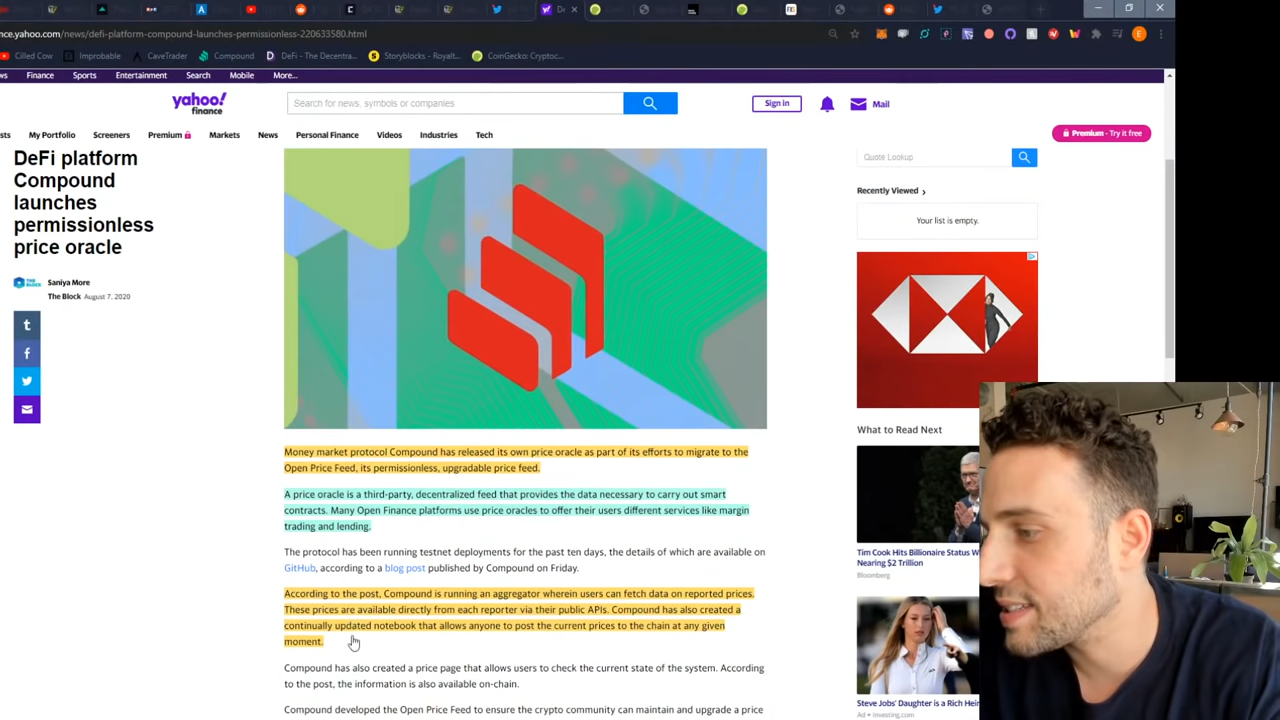 nce.yahoo.com/news/defi-platform-compound-launches-permissionless-220633580.html
Cilled Cow
Improbable
CaveTrader
Compound
DeFi - The Decentra...
Storyblocks - Royalt...
CoinGecko: Cryptoc...
Finance
Sports
Entertainment
Search
Mobile
More...
yahoo!
finance
Search for news, symbols or companies
Sign in
Mail
My Portfolio
Screeners
Premium
Markets
News
Personal Finance
Videos
Industries
Tech
Premium - Try it free
DeFi platform
Compound
launches
permissionless
price oracle
Saniya More
The Block August 7, 2020
Quote Lookup
Recently Viewed
Your list is empty.
Money market protocol Compound has released its own price oracle as part of its efforts to migrate to the
Open Price Feed, its permissionless, upgradable price feed.
A price oracle is a third-party, decentralized feed that provides the data necessary to carry out smart
contracts. Many Open Finance platforms use price oracles to offer their users different services like margin
trading and lending.
The protocol has been running testnet deployments for the past ten days, the details of which are available on
GitHub, according to a blog post published by Compound on Friday.
According to the post, Compound is running an aggregator wherein users can fetch data on reported prices.
These prices are available directly from each reporter via their public APIs. Compound has also created a
continually updated notebook that allows anyone to post the current prices to the chain at any given
moment.
Compound has also created a price page that allows users to check the current state of the system. According
to the post, the information is also available on-chain.
Compound developed the Open Price Feed to ensure the crypto community can maintain and upgrade a price
What to Read Next
Tim Cook Hits Billionaire Status W
Nearing $2 Trillion
Bloomberg
Steve Jobs' Daughter is a Rich Hei
Ad • Investing.com